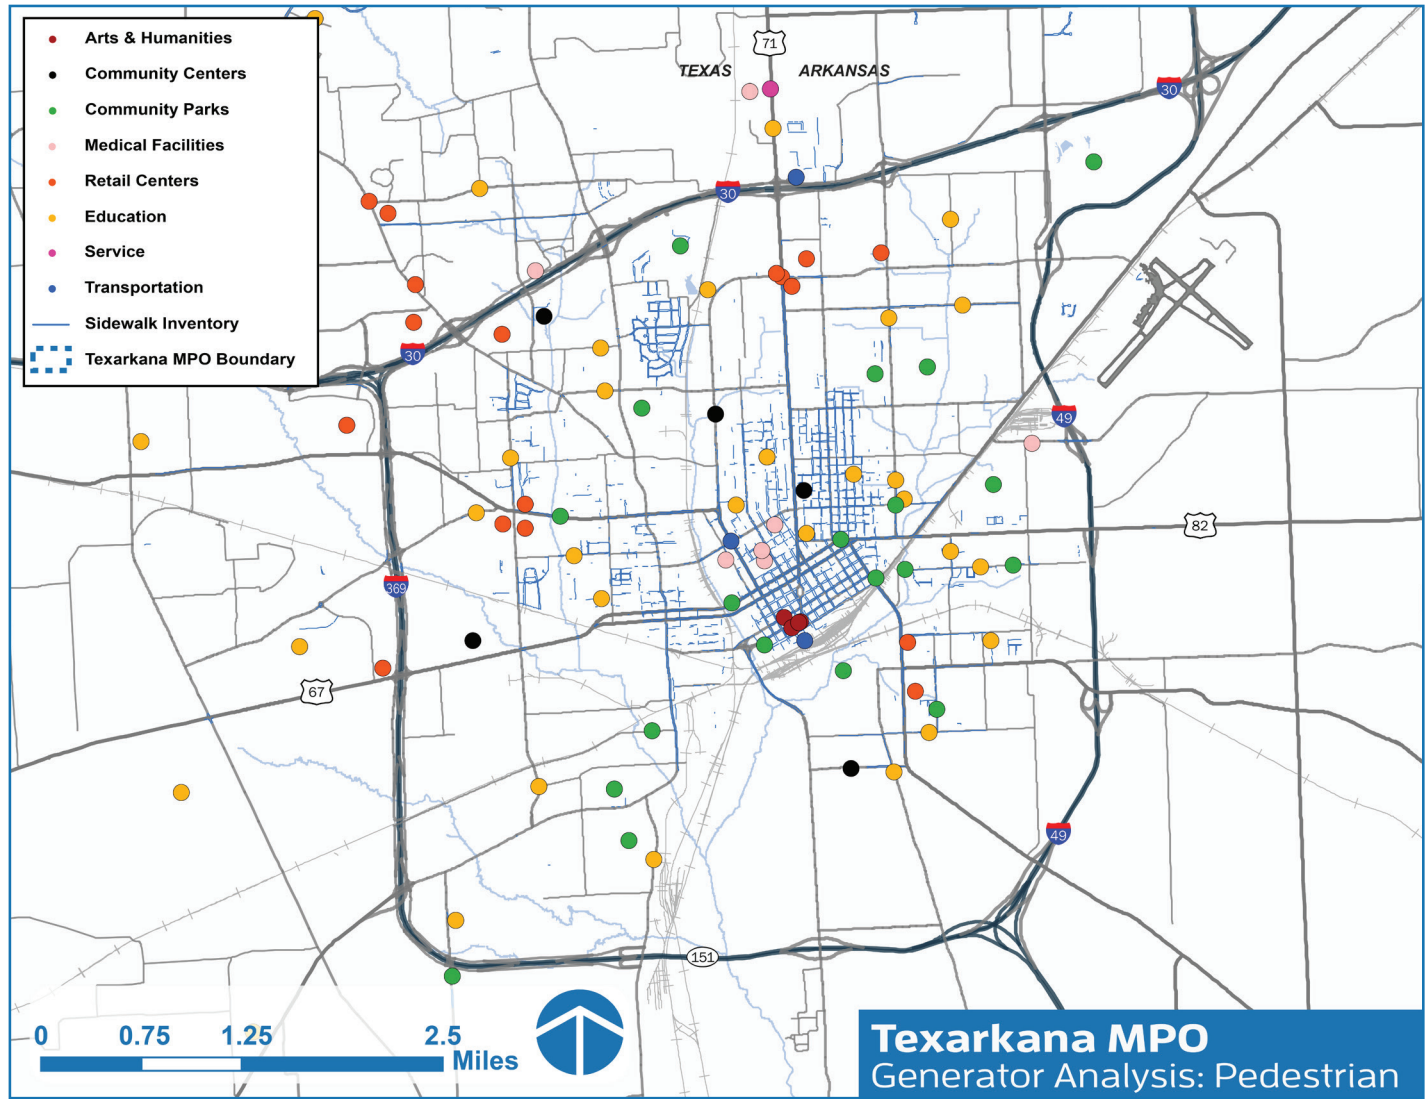 Arts & Humanities
Community Centers
Community Parks
Medical Facilities
Retail Centers
Education
Service
Transportation
Sidewalk Inventory
Texarkana MPO Boundary
71
TEXAS ARKANSAS
30
30
30
49
82
369
67
49
151
0 0.75 1.25 2.5
Miles
Texarkana MPO
Generator Analysis: Pedestrian